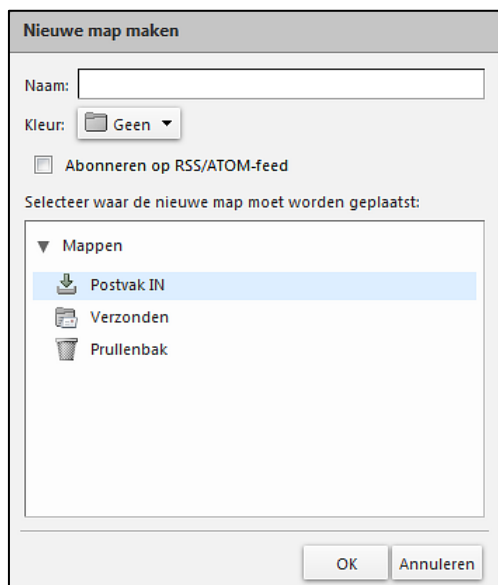 Nieuwe map maken
Naam:
Kleur: Geen
Abonneren op RSS/ATOM-feed
Selecteer waar de nieuwe map moet worden geplaatst:
Mappen
Postvak IN
Verzonden
Prullenbak
OK Annuleren